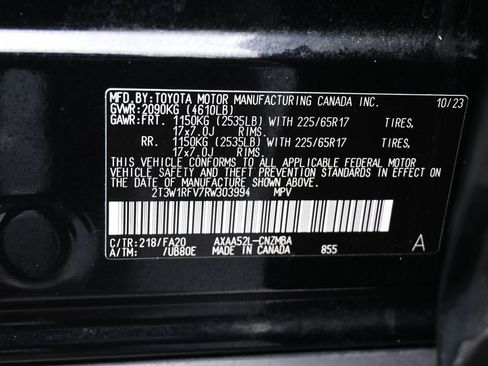 MFD.BY:TOYOTA MOTOR MANUFACTURING CANADA INC. 10/23
GVWR:2090KG (4610LB)
GAWR:FRT. 1150KG (2535LB) WITH 225/65R17 TIRES,
17x7.0J RIMS.
RR. 1150KG (2535LB) WITH 225/65R17 TIRES,
17x7.0J RIMS.
THIS VEHICLE CONFORMS TO ALL APPLICABLE FEDERAL MOTOR
VEHICLE SAFETY AND THEFT PREVENTION STANDARDS IN EFFECT
ON THE DATE OF MANUFACTURE SHOWN ABOVE.
2T3W1RFV7RW303994 MPV
C/TR:218/FA20 AXAA52L-CNZMBA
A/TM: /UB80E MADE IN CANADA 855 A